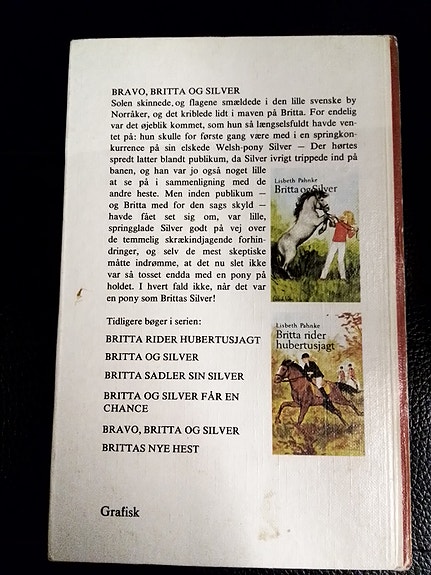 BRAVO, BRITTA OG SILVER
Solen skinnede, og flagene smældede i den lille svenske by
Norråker, og det kriblede lidt i maven på Britta. For endelig
var det øjeblik kommet, som hun så længselsfuldt havde ven-
tet på: hun skulle for første gang være med i en springkon-
kurrence på sin elskede Welsh-pony Silver — Der hørtes
spredt latter blandt publikum, da Silver ivrigt trippede ind på
banen, og han var jo også noget lille
at se på i sammenligning med de
andre heste. Men inden publikum —
og Britta med for den sags skyld —
havde fået set sig om, var lille,
springglade Silver godt på vej over
de temmelig skrækindjagende forhin-
dringer, og selv de mest skeptiske
måtte indrømme, at det nu slet ikke
var så tosset endda med en pony på
holdet. I hvert fald ikke, når det var
en pony som Brittas Silver!
Lisbeth Pahnke
Britta og Silver
Tidligere bøger i serien:
BRITTA RIDER HUBERTUSJAGT
BRITTA OG SILVER
BRITTA SADLER SIN SILVER
BRITTA OG SILVER FÅR EN
CHANCE
BRAVO, BRITTA OG SILVER
BRITTAS NYE HEST
Lisbeth Pahnke
Britta rider
hubertusjagt
Grafisk